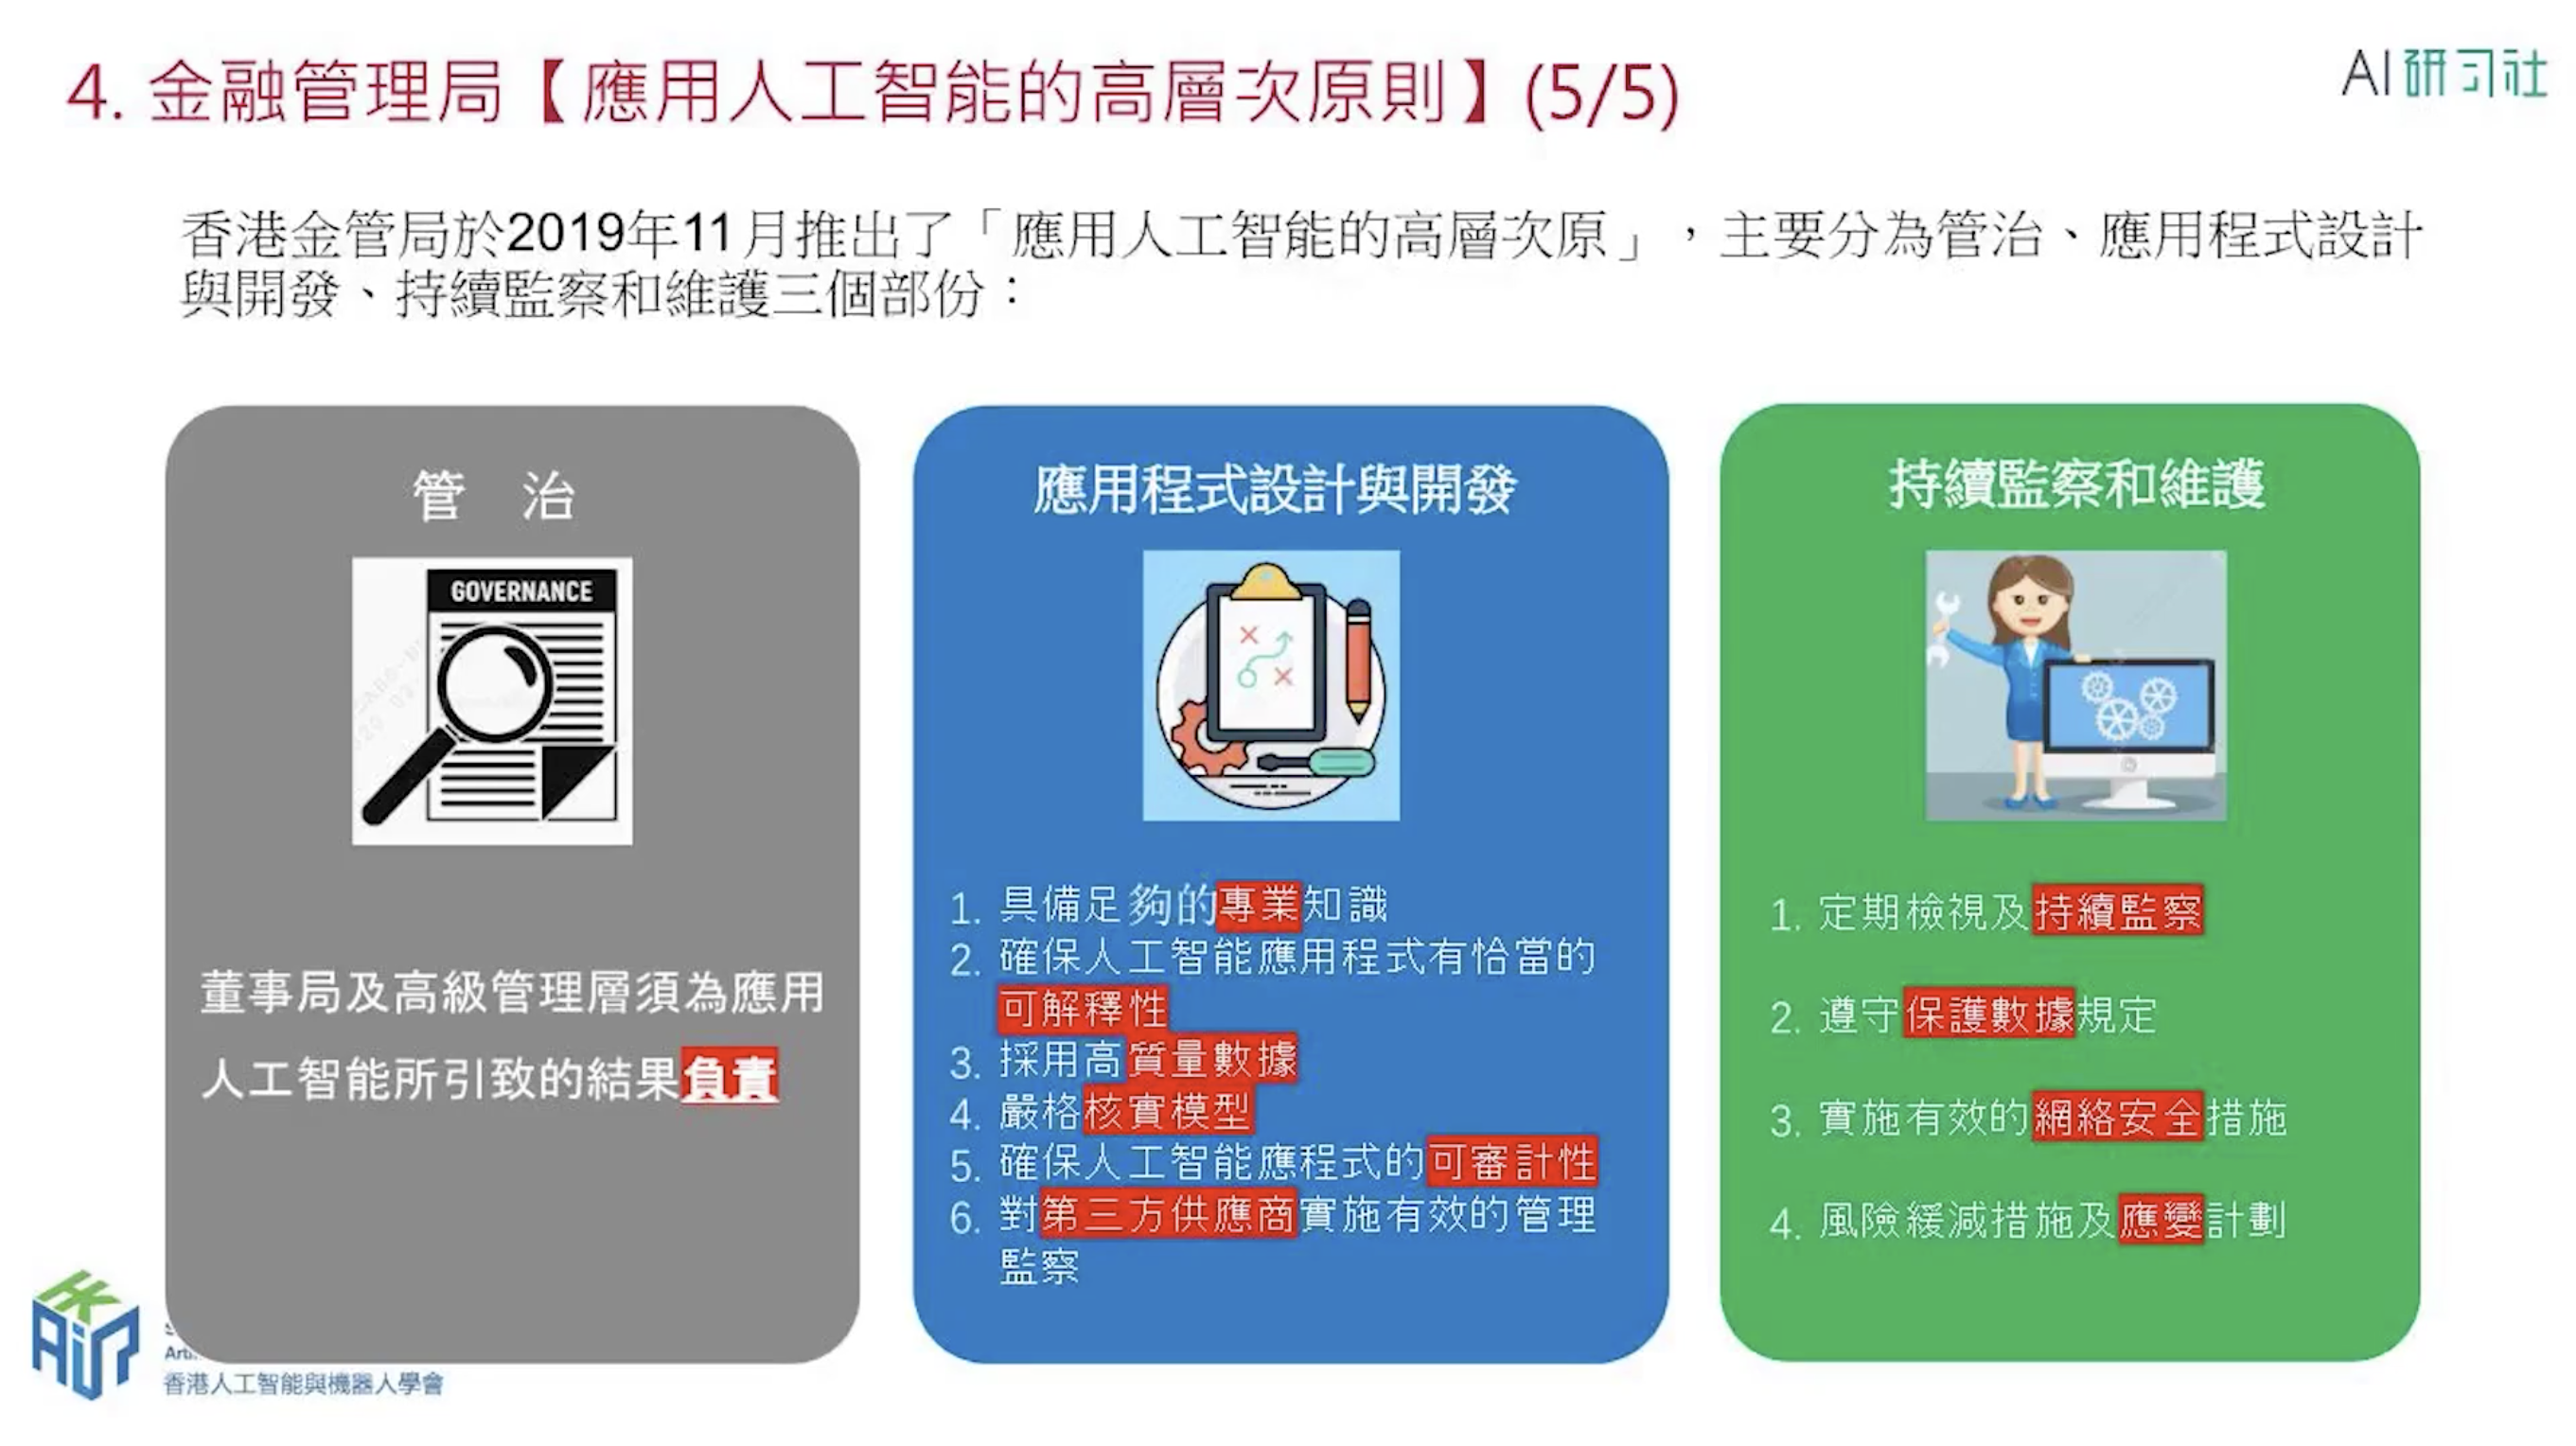 4. 金融管理局【應用人工智能的高層次原則】(5/5)
AI研习社
香港金管局於2019年11月推出了「應用人工智能的高層次原」，主要分為管治、應用程式設計
與開發、持續監察和維護三個部份：
管 治
GOVERNANCE
董事局及高級管理層須為應用
人工智能所引致的結果負責
應用程式設計與開發
1. 具備足夠的專業知識
2. 確保人工智能應用程式有恰當的
可解釋性
3. 採用高質量數據
4. 嚴格核實模型
5. 確保人工智能應程式的可審計性
6. 對第三方供應商實施有效的管理
監察
持續監察和維護
1. 定期檢視及持續監察
2. 遵守保護數據規定
3. 實施有效的網絡安全措施
4. 風險緩減措施及應變計劃
HK
AiR
香港人工智能與機器人學會